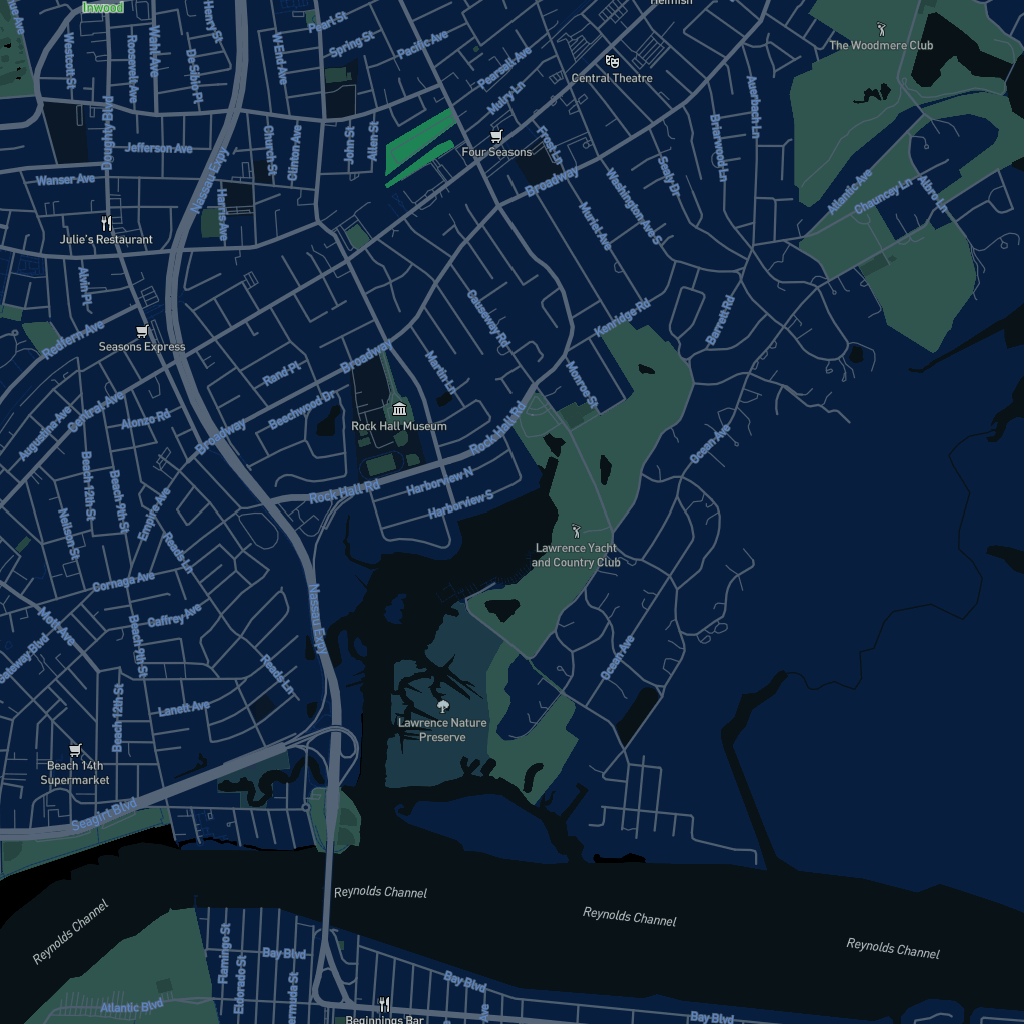 Inwood
Heimish
The Woodmere Club
Central Theatre
Four Seasons
Julie's Restaurant
Seasons Express
Rock Hall Museum
Lawrence Yacht
and Country Club
Lawrence Nature
Preserve
Beach 14th
Supermarket
Beginnings Bar
Reynolds Channel
Reynolds Channel
Reynolds Channel
Reynolds Channel
Pearl St
Spring St
Pacific Ave
Pearsall Ave
Mulry Ln
Henry St
Westcott St
Roosevelt Ave
Wahl Ave
De Sibio Pl
W End Ave
Doughty Blvd
Jefferson Ave
Wanser Ave
Nassau Expy
Harris Ave
Church St
Clinton Ave
John St
Allen St
Frost Ln
Broadway
Washington Ave S
Sealy Dr
Briarwood Ln
Auerbach Ln
Muriel Ave
Atlantic Ave
Chauncey Ln
Albro Ln
Alvin Pl
Redfern Ave
Rand Pl
Broadway
Causeway Rd
Kenridge Rd
Barrett Rd
Martin Ln
Monroe St
Beechwood Dr
Augustina Ave
Central Ave
Alonzo Rd
Broadway
Rock Hall Rd
Rock Hall Rd
Harborview N
Harborview S
Ocean Ave
Beach 12th St
Beach 9th St
Empire Ave
Neilson St
Reads Ln
Cornaga Ave
Caffrey Ave
Mott Ave
Gateway Blvd
Beach 9th St
Nassau Expy
Reads Ln
Lanett Ave
Beach 12th St
Ocean Ave
Seagirt Blvd
Flamingo St
Eldorado St
Bay Blvd
Bay Blvd
Bay Blvd
Atlantic Blvd